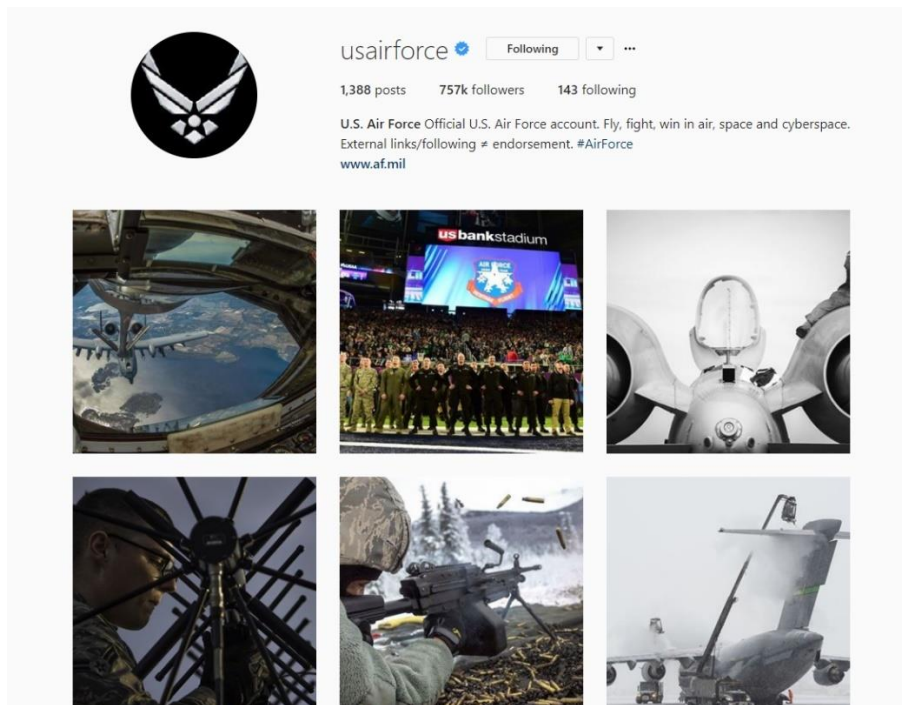 usairforce Following
1,388 posts 757k followers 143 following
U.S. Air Force Official U.S. Air Force account. Fly, fight, win in air, space and cyberspace.
External links/following ≠ endorsement. #AirForce
www.af.mil
usbankstadium
AIR FORCE